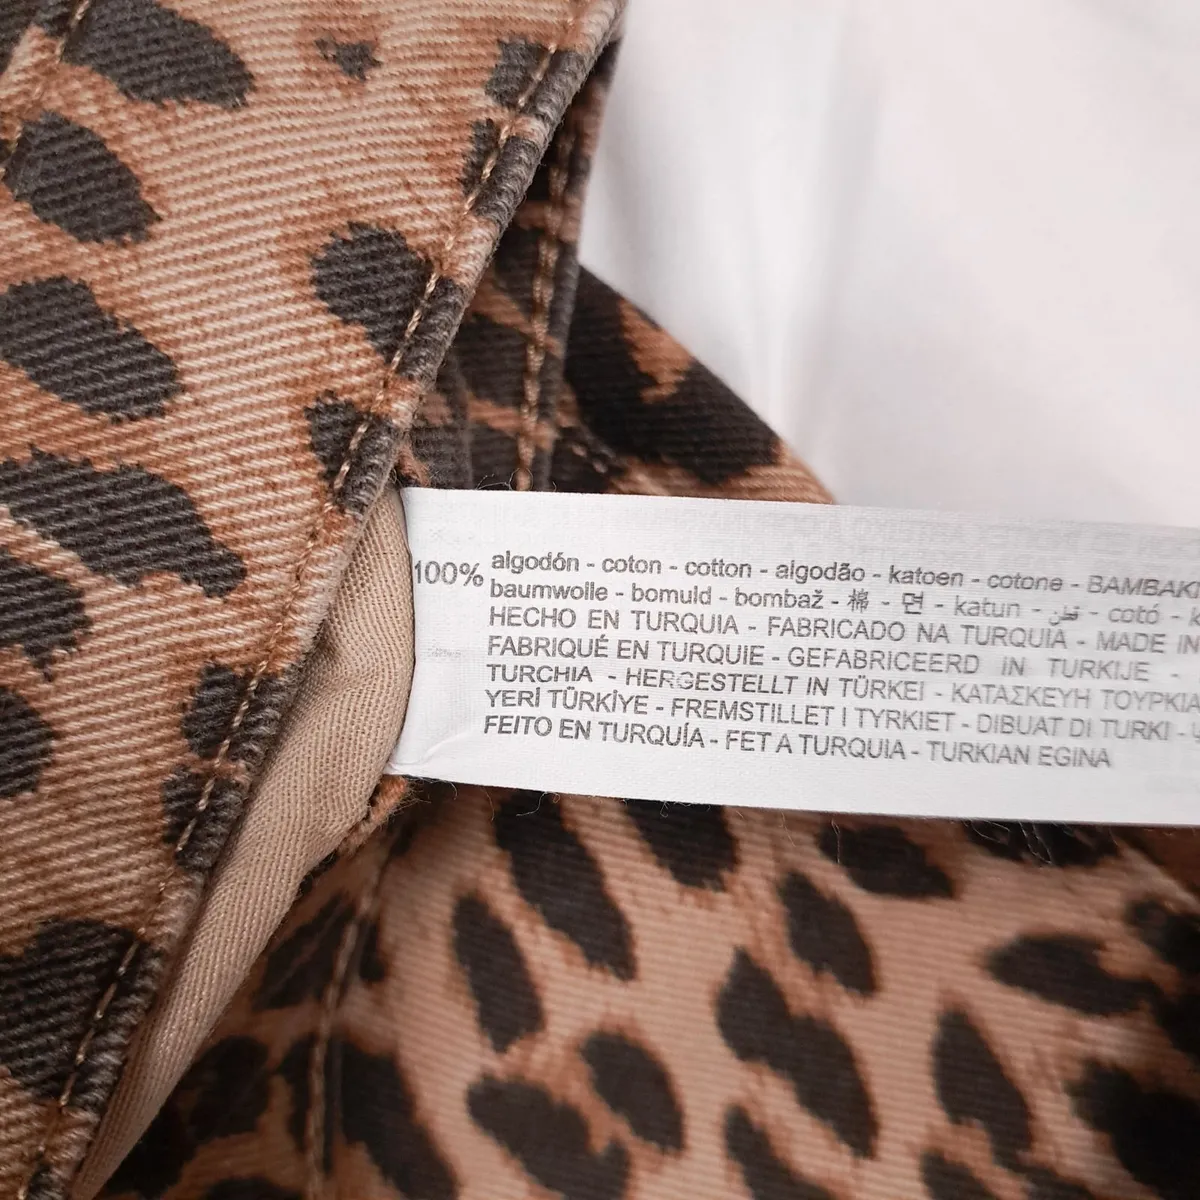 100% algodón - coton - cotton - algodão - katoen - cotone - BAMBAKI
baumwolle - bomuld - bombaž - 棉 - 면 - katun - قطن - cotó - k
HECHO EN TURQUIA - FABRICADO NA TURQUIA - MADE IN
FABRIQUÉ EN TURQUIE - GEFABRICEERD IN TURKIJE -
TURCHIA - HERGESTELLT IN TÜRKEI - ΚΑΤΑΣΚΕΥΗ ΤΟΥΡΚΙΑ
YERİ TÜRKİYE - FREMSTILLET I TYRKIET - DIBUAT DI TURKI -
FEITO EN TURQUÍA - FET A TURQUIA - TURKIAN EGINA